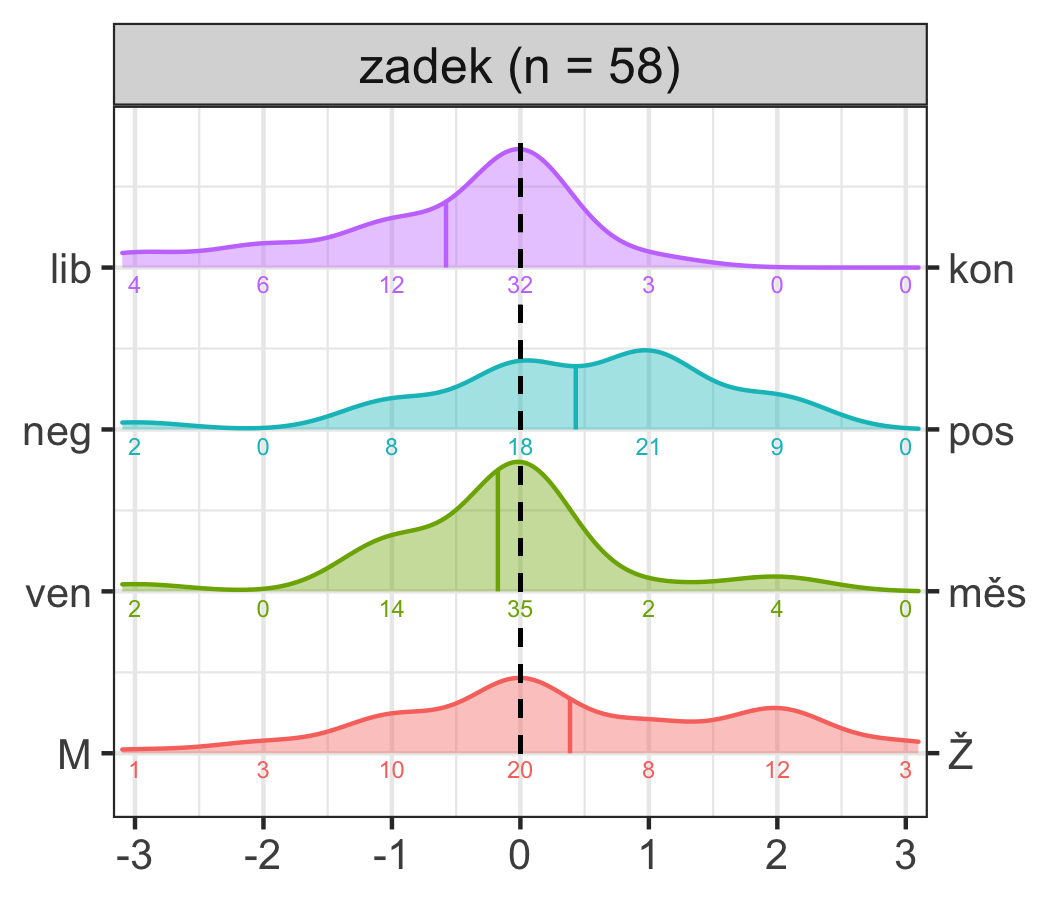 zadek (n = 58)
lib kon
4 6 12 32 3 0 0
neg pos
2 0 8 18 21 9 0
ven měs
2 0 14 35 2 4 0
M Ž
1 3 10 20 8 12 3
-3 -2 -1 0 1 2 3